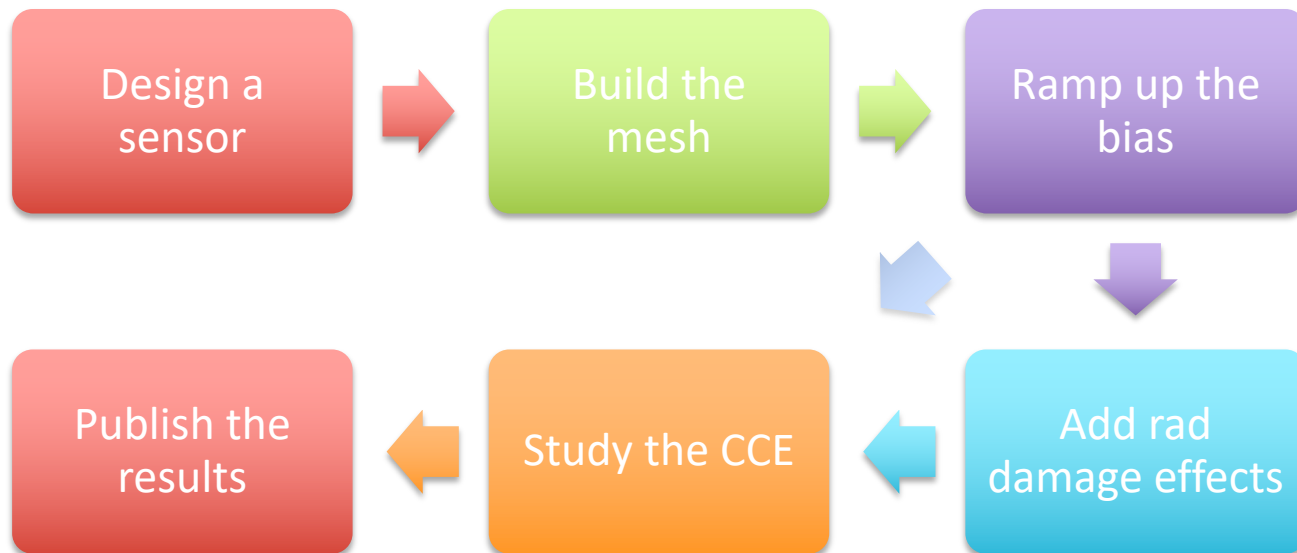 Design a
sensor
Build the
mesh
Ramp up the
bias
Publish the
results
Study the CCE
Add rad
damage effects